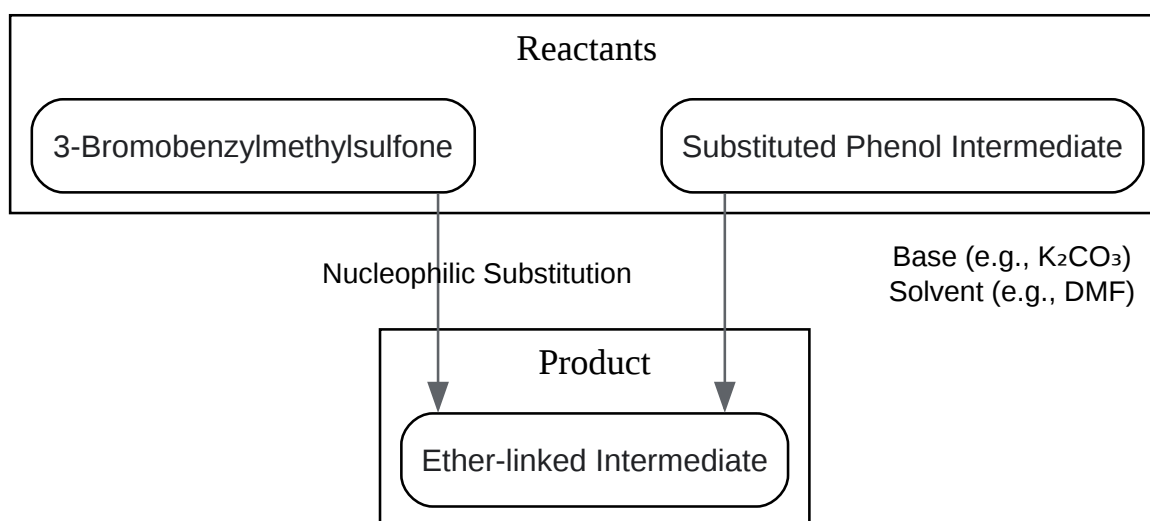 Reactants
3-Bromobenzylmethylsulfone
Substituted Phenol Intermediate
Nucleophilic Substitution
Base (e.g., K₂CO₃)
Solvent (e.g., DMF)
Product
Ether-linked Intermediate